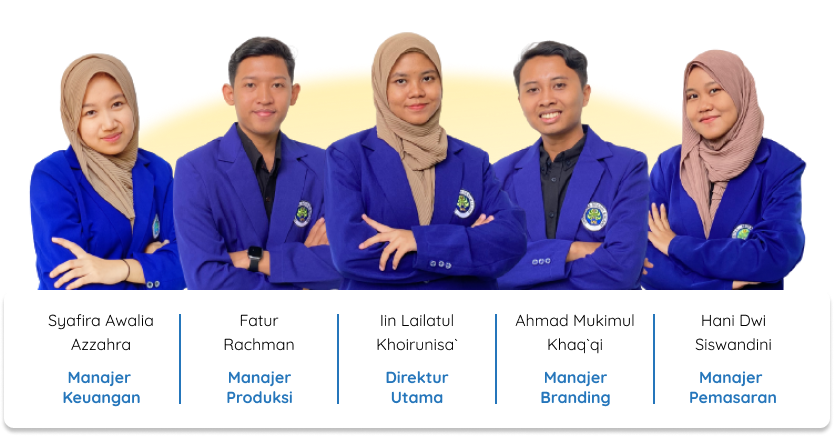 Syafira Awalia
Azzahra
Manajer
Keuangan
Fatur
Rachman
Manajer
Produksi
Iin Lailatul
Khoirunisa`
Direktur
Utama
Ahmad Mukimul
Khaq`qi
Manajer
Branding
Hani Dwi
Siswandini
Manajer
Pemasaran